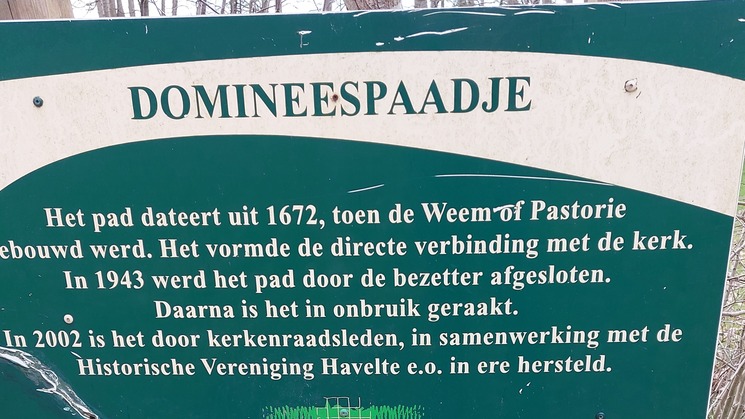 DOMINEESPAADJE
Het pad dateert uit 1672, toen de Weem of Pastorie
ebouwd werd. Het vormde de directe verbinding met de kerk.
In 1943 werd het pad door de bezetter afgesloten.
Daarna is het in onbruik geraakt.
In 2002 is het door kerkenraadsleden, in samenwerking met de
Historische Vereniging Havelte e.o. in ere hersteld.